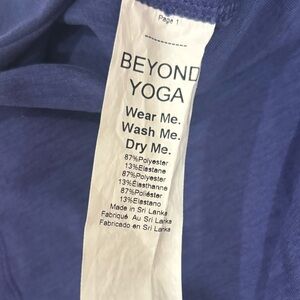 Page 1
BEYOND
YOGA
Wear Me.
Wash Me.
Dry Me.
87%Polyester
13%Elastane
87%Polyester
13%Élasthanne
87%Poliéster
13%Elastano
Made in Sri Lanka
Fabriqué Au Sri Lanka
Fabricado en Sri Lanka